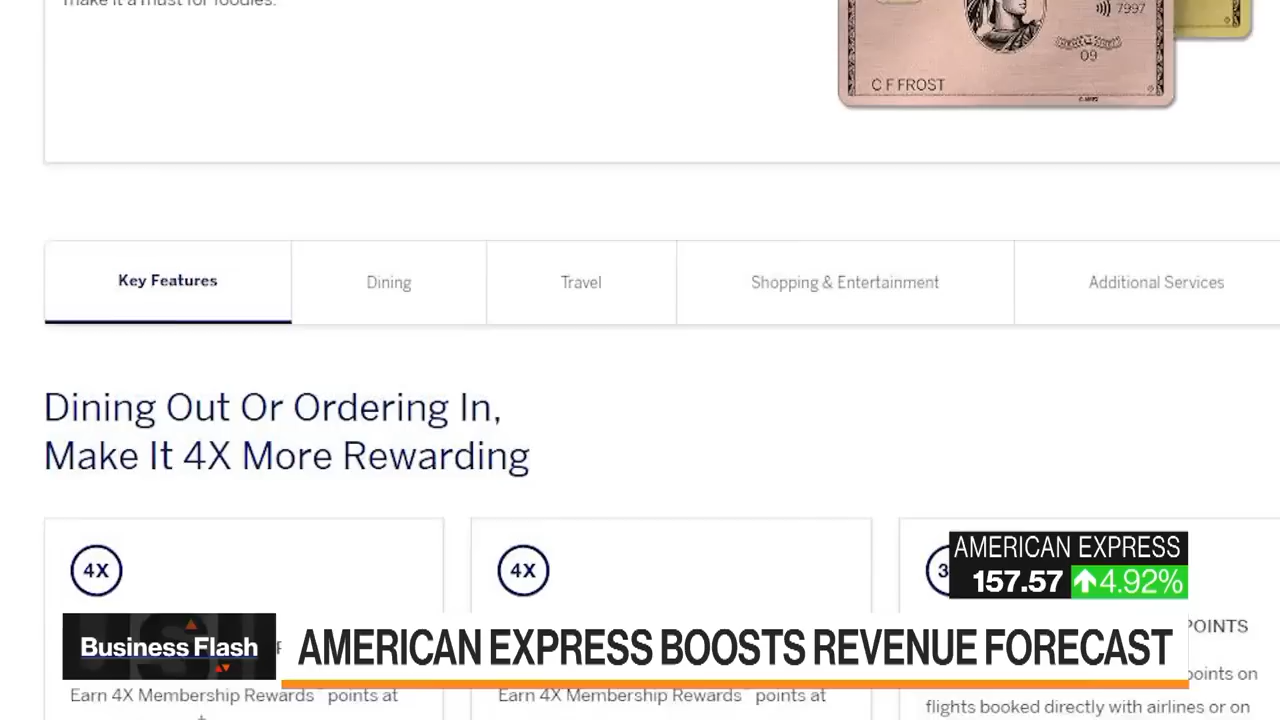 make it a must for foodies.
7997
09
C F FROST
Key Features
Dining
Travel
Shopping & Entertainment
Additional Services
Dining Out Or Ordering In,
Make It 4X More Rewarding
4X
4X
3
AMERICAN EXPRESS
157.57 4.92%
POINTS
Business Flash
AMERICAN EXPRESS BOOSTS REVENUE FORECAST
Earn 4X Membership Rewards® points at
Earn 4X Membership Rewards® points at
points on
flights booked directly with airlines or on